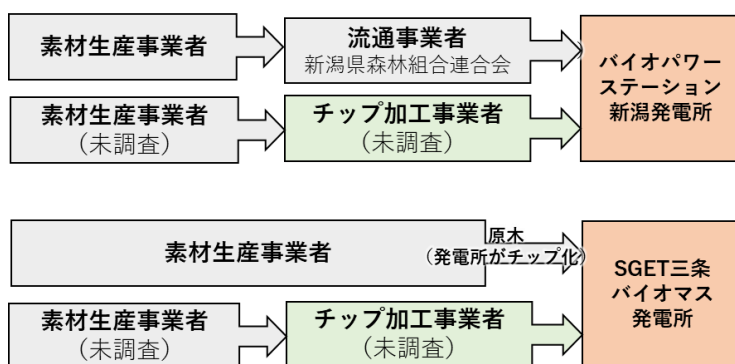 素材生産事業者
流通事業者
新潟県森林組合連合会
バイオパワー
ステーション
新潟発電所
素材生産事業者
（未調査）
チップ加工事業者
（未調査）
素材生産事業者
原木
（発電所がチップ化）
SGET三条
バイオマス
発電所
素材生産事業者
（未調査）
チップ加工事業者
（未調査）